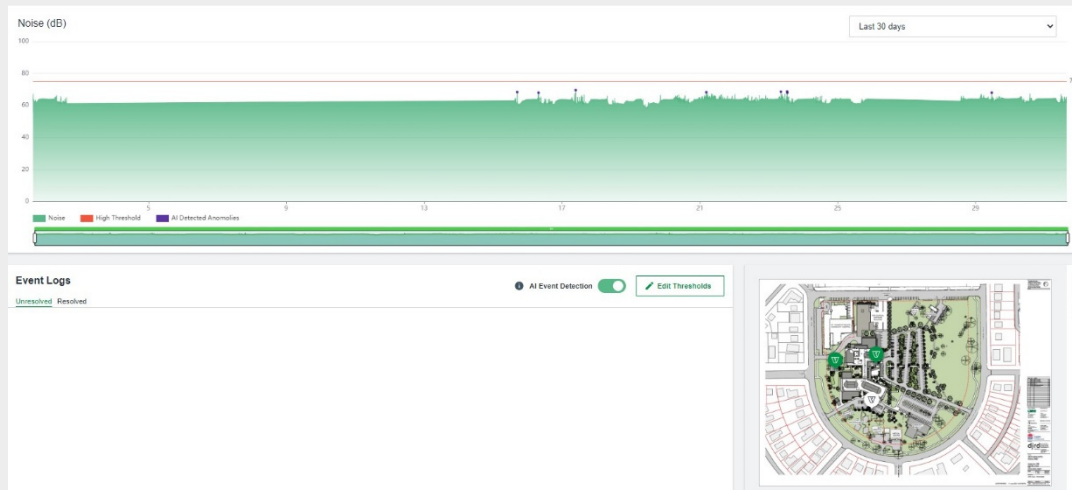 Noise (dB)
Last 30 days
100
80
60
40
20
0
5
9
13
17
21
25
29
Noise
High Threshold
AI Detected Anomalies
Event Logs
AI Event Detection
Edit Thresholds
Unresolved Resolved